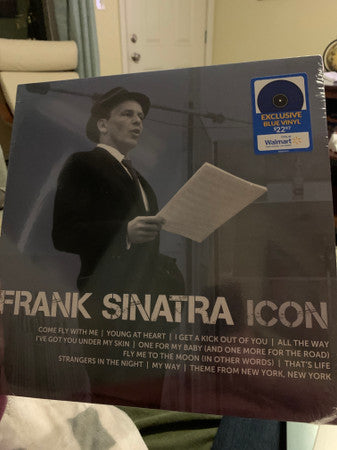 EXCLUSIVE
BLUE VINYL
$22.97
Walmart
FRANK SINATRA ICON
COME FLY WITH ME | YOUNG AT HEART | I GET A KICK OUT OF YOU | ALL THE WAY
I'VE GOT YOU UNDER MY SKIN | ONE FOR MY BABY (AND ONE MORE FOR THE ROAD)
FLY ME TO THE MOON (IN OTHER WORDS) | THAT'S LIFE
STRANGERS IN THE NIGHT | MY WAY | THEME FROM NEW YORK, NEW YORK